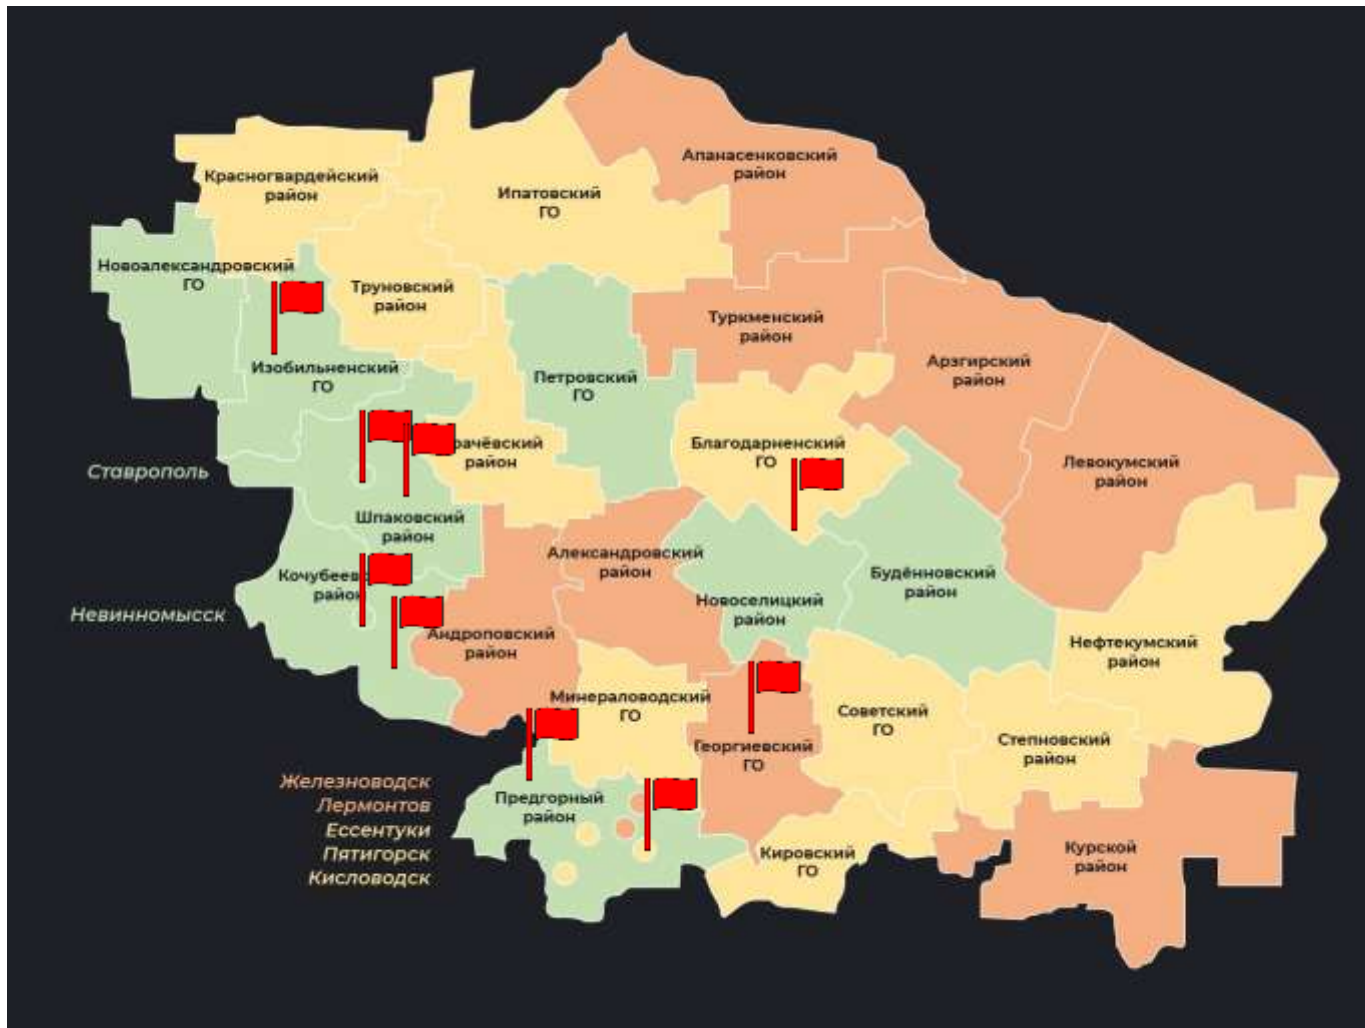 Апанасенковский
район
Красногвардейский
район
Ипатовский
ГО
Новоалександровский
ГО
Труновский
район
Туркменский
район
Изобильненский
ГО
Петровский
ГО
Арзгирский
район
рачёвский
район
Благодарненский
ГО
Левокумский
район
Ставрополь
Шпаковский
район
Александровский
район
Кочубеев
район
Будённовский
район
Новоселицкий
район
Невинномысск
Андроповский
район
Нефтекумский
район
Минераловодский
ГО
Советский
ГО
Георгиевский
ГО
Степновский
район
Железноводск
Лермонтов
Ессентуки
Пятигорск
Кисловодск
Предгорный
район
Кировский
ГО
Курской
район